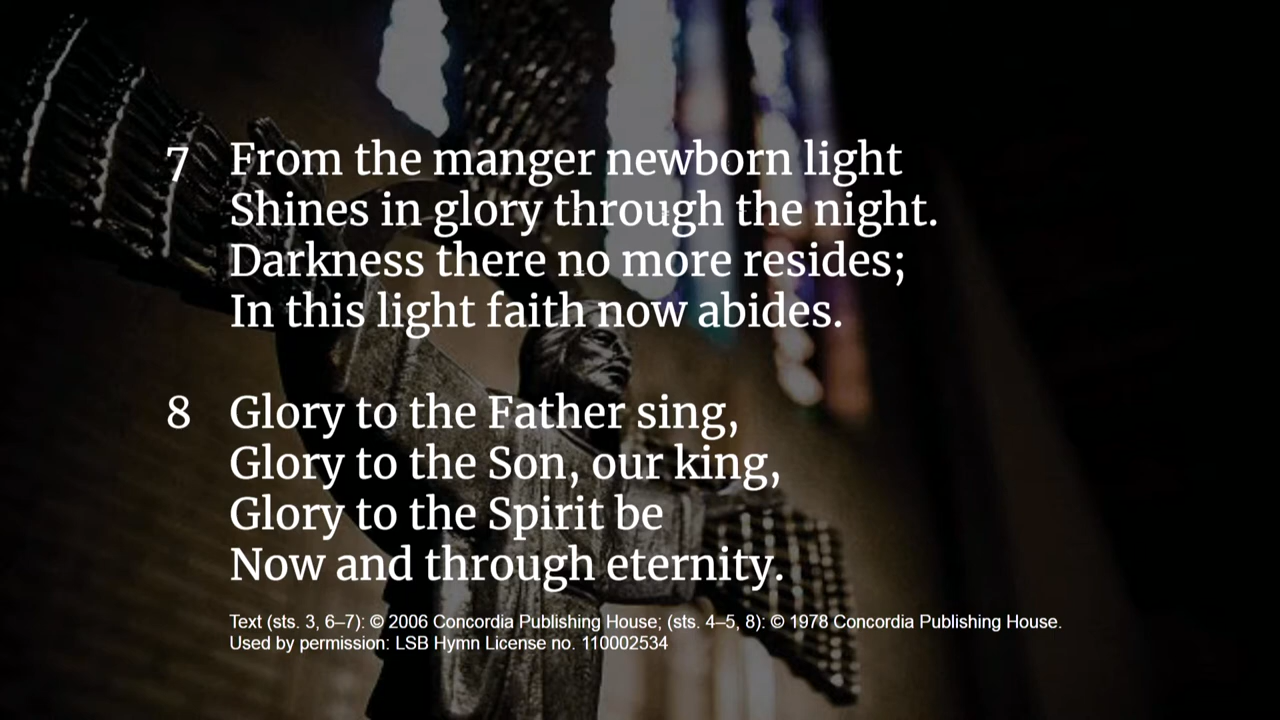 7 From the manger newborn light
Shines in glory through the night.
Darkness there no more resides;
In this light faith now abides.
8 Glory to the Father sing,
Glory to the Son, our king,
Glory to the Spirit be
Now and through eternity.
Text (sts. 3, 6–7): © 2006 Concordia Publishing House; (sts. 4–5, 8): © 1978 Concordia Publishing House.
Used by permission: LSB Hymn License no. 110002534